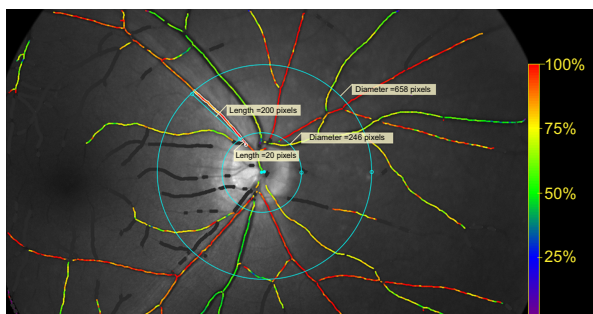 100%
Diameter =658 pixels
Length =200 pixels
75%
Diameter =246 pixels
Length =20 pixels
50%
25%